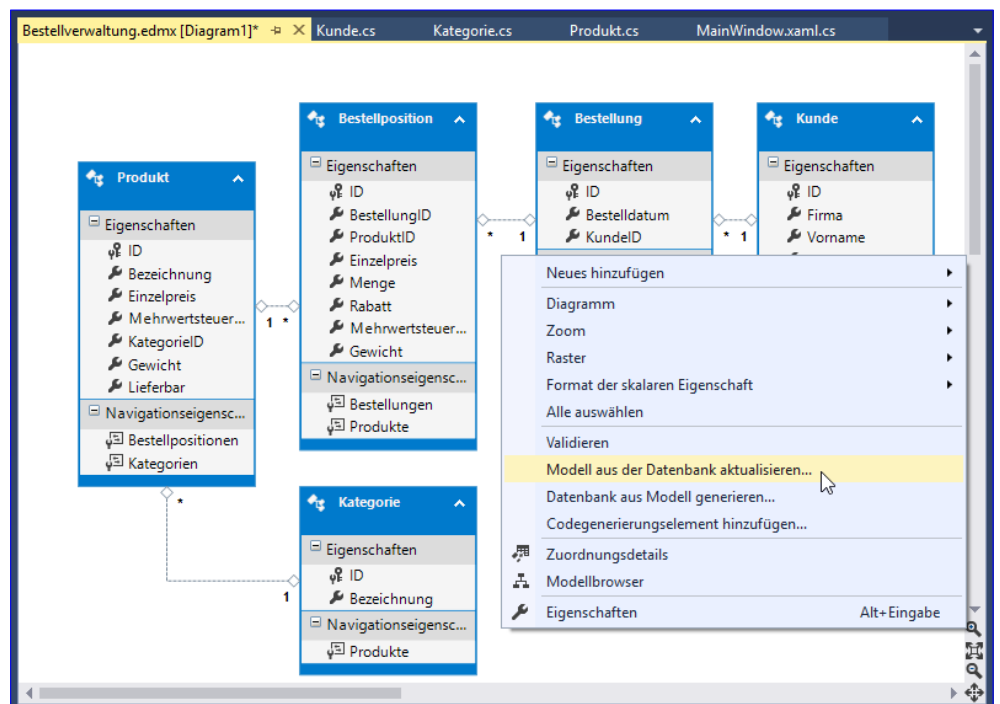 Bestellverwaltung.edmx [Diagram1]*
Kunde.cs
Kategorie.cs
Produkt.cs
MainWindow.xaml.cs
Produkt
Eigenschaften
ID
Bezeichnung
Einzelpreis
Mehrwertsteuer...
KategorieID
Gewicht
Lieferbar
Navigationseigensc...
Bestellpositionen
Kategorien
1 *
Bestellposition
Eigenschaften
ID
BestellungID
ProduktID
Einzelpreis
Menge
Rabatt
Mehrwertsteuer...
Gewicht
Navigationseigensc...
Bestellungen
Produkte
* 1
Bestellung
Eigenschaften
ID
Bestelldatum
KundeID
* 1
Kunde
Eigenschaften
ID
Firma
Vorname
*
1
Kategorie
Eigenschaften
ID
Bezeichnung
Navigationseigensc...
Produkte
Neues hinzufügen
Diagramm
Zoom
Raster
Format der skalaren Eigenschaft
Alle auswählen
Validieren
Modell aus der Datenbank aktualisieren...
Datenbank aus Modell generieren...
Codegenerierungselement hinzufügen...
Zuordnungsdetails
Modellbrowser
Eigenschaften Alt+Eingabe